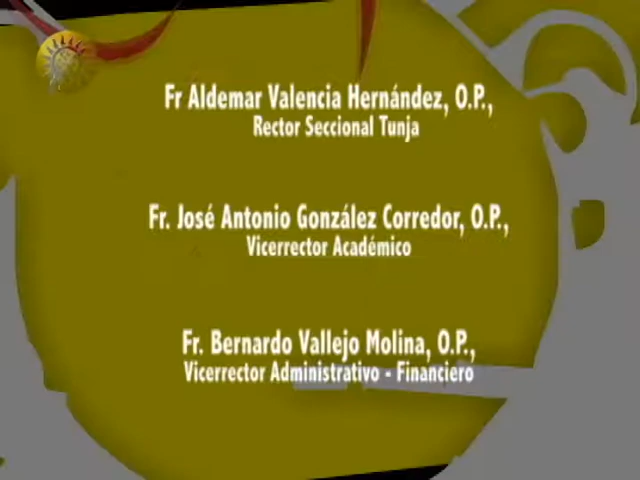 Fr Aldemar Valencia Hernández, O.P.,
Rector Seccional Tunja
Fr. José Antonio González Corredor, O.P.,
Vicerrector Académico
Fr. Bernardo Vallejo Molina, O.P.,
Vicerrector Administrativo - Financiero